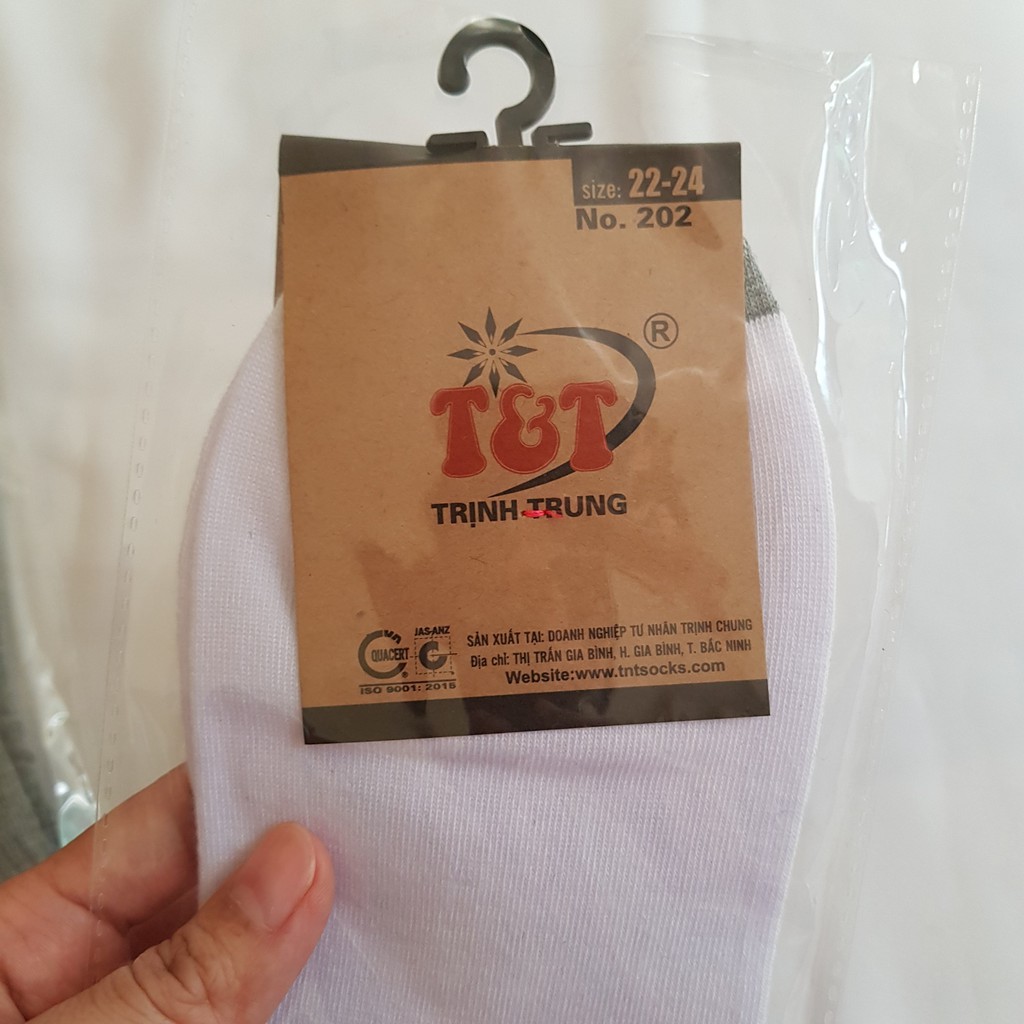 size: 22-24
No. 202
®
T&T
TRỊNH TRUNG
JAS-ANZ
QUACERT
®
ISO 9001: 2015
SẢN XUẤT TẠI: DOANH NGHIỆP TƯ NHÂN TRỊNH CHUNG
Địa chỉ: THỊ TRẤN GIA BÌNH, H. GIA BÌNH, T. BẮC NINH
Website:www.tntsocks.com